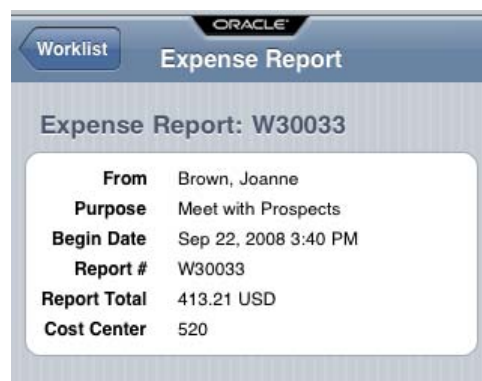 ORACLE
Worklist
Expense Report
Expense Report: W30033
From Brown, Joanne
Purpose Meet with Prospects
Begin Date Sep 22, 2008 3:40 PM
Report # W30033
Report Total 413.21 USD
Cost Center 520